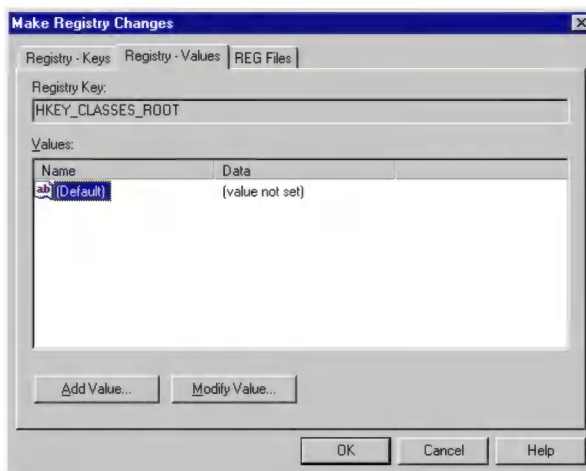 Make Registry Changes
Registry - Keys Registry - Values REG Files
Registry Key:
HKEY_CLASSES_ROOT
Values:
Name Data
ab (Default) (value not set)
Add Value... Modify Value...
OK Cancel Help